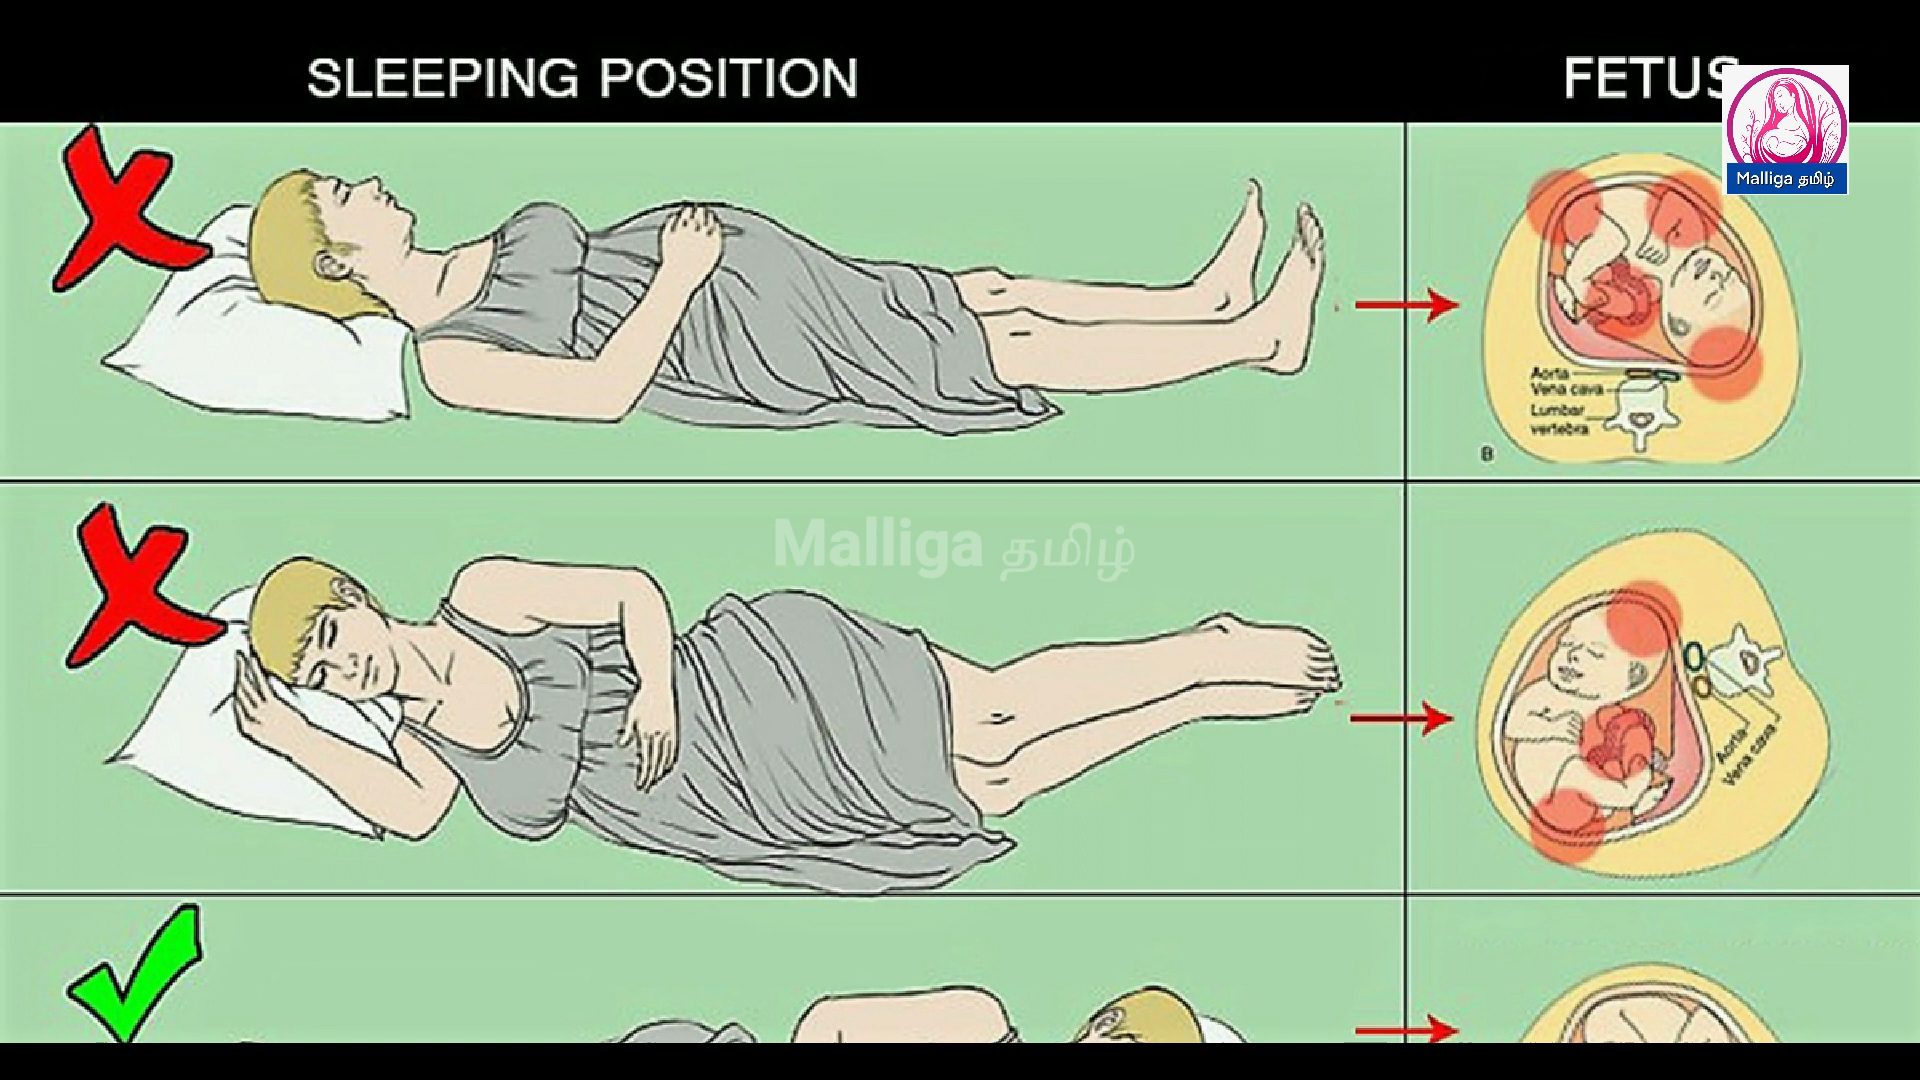 SLEEPING POSITION
FETUS
Malliga தமிழ்
Aorta
Vena cava
Lumbar
vertebra
B
Malliga தமிழ்
Aorta
Vena cava